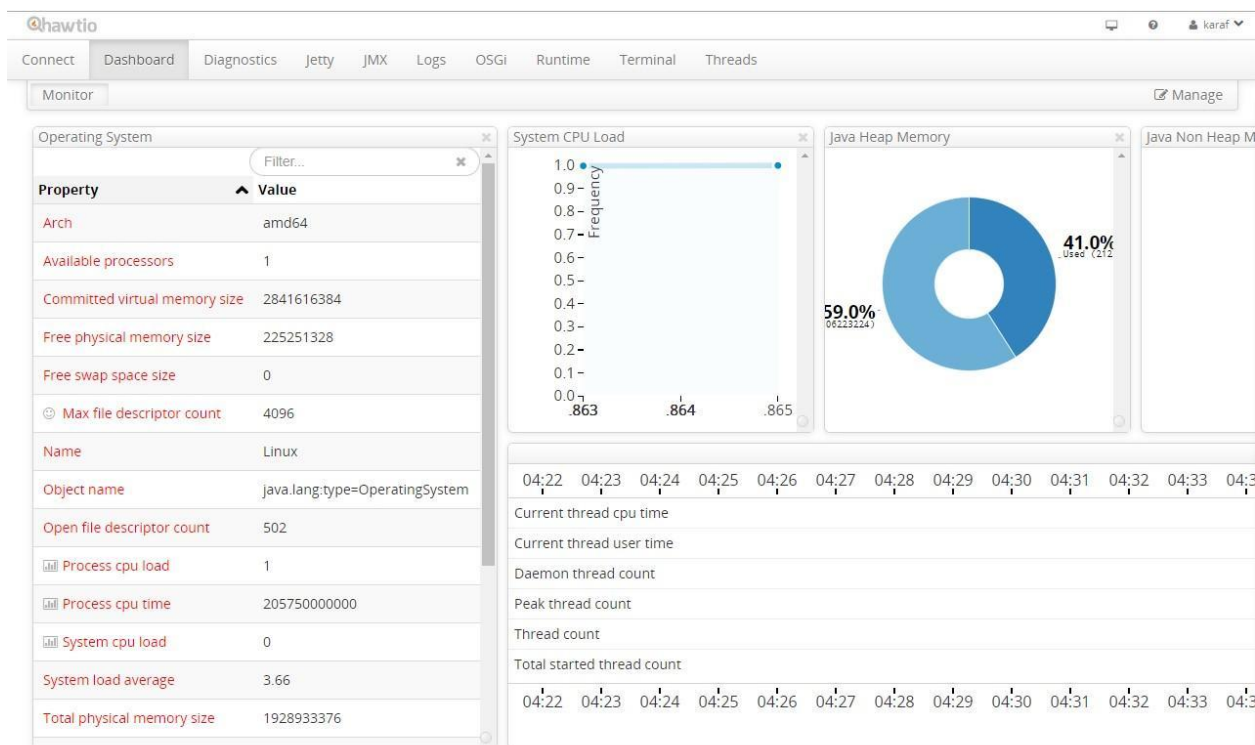 hawtio
karaf
Connect Dashboard Diagnostics Jetty JMX Logs OSGi Runtime Terminal Threads
Monitor Manage
Operating System
Filter...
Property Value
Arch amd64
Available processors 1
Committed virtual memory size 2841616384
Free physical memory size 225251328
Free swap space size 0
Max file descriptor count 4096
Name Linux
Object name java.lang:type=OperatingSystem
Open file descriptor count 502
Process cpu load 1
Process cpu time 205750000000
System cpu load 0
System load average 3.66
Total physical memory size 1928933376
System CPU Load
Frequency
1.0
0.9
0.8
0.7
0.6
0.5
0.4
0.3
0.2
0.1
0.0
.863 .864 .865
Java Heap Memory
41.0%
Used (212
59.0%
06223224)
Java Non Heap M
04:22 04:23 04:24 04:25 04:26 04:27 04:28 04:29 04:30 04:31 04:32 04:33 04:3
Current thread cpu time
Current thread user time
Daemon thread count
Peak thread count
Thread count
Total started thread count
04:22 04:23 04:24 04:25 04:26 04:27 04:28 04:29 04:30 04:31 04:32 04:33 04:3